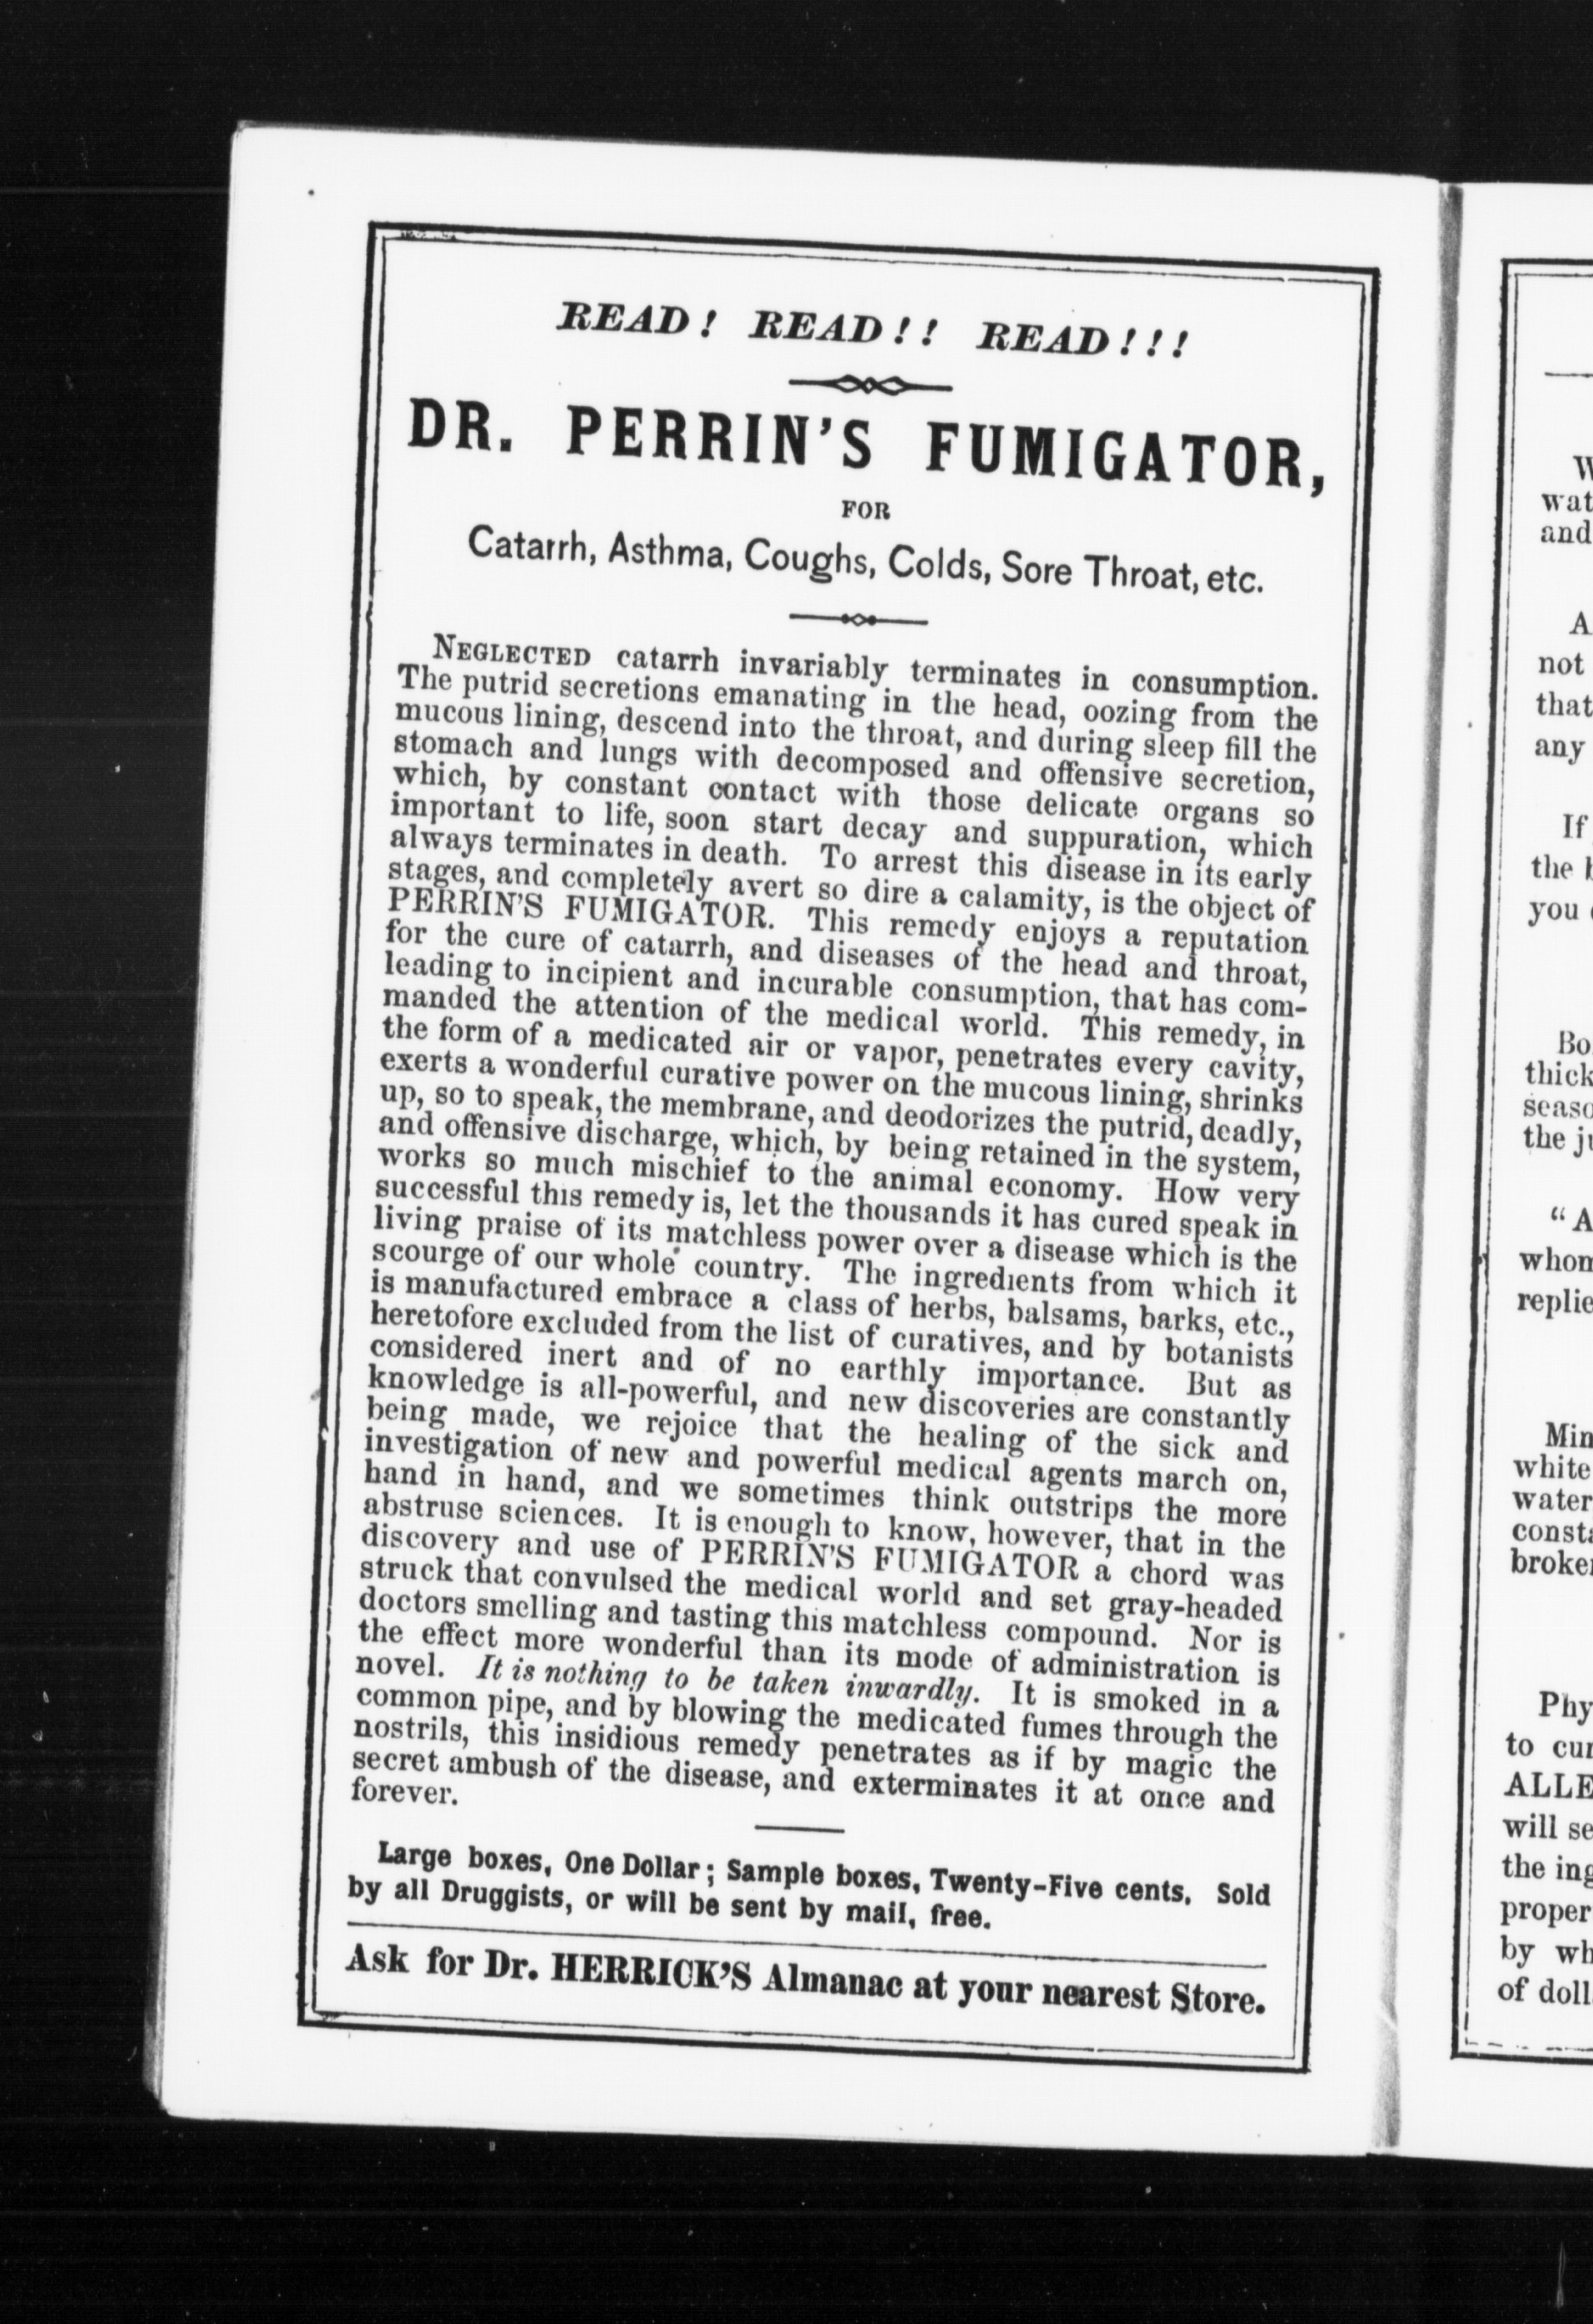 READ! READ!! READ!!!
DR. PERRIN'S FUMIGATOR,
FOR
Catarrh, Asthma, Coughs, Colds, Sore Throat, etc.
NEGLECTED catarrh invariably terminates in consumption.
The putrid secretions emanating in the head, oozing from the
mucous lining, descend into the throat, and during sleep fill the
stomach and lungs with decomposed and offensive secretion,
which, by constant contact with those delicate organs so
important to life, soon start decay and suppuration, which
always terminates in death. To arrest this disease in its early
stages, and completely avert so dire a calamity, is the object of
PERRIN'S FUMIGATOR. This remedy enjoys a reputation
for the cure of catarrh, and diseases of the head and throat,
leading to incipient and incurable consumption, that has com-
manded the attention of the medical world. This remedy, in
the form of a medicated air or vapor, penetrates every cavity,
exerts a wonderful curative power on the mucous lining, shrinks
up, so to speak, the membrane, and deodorizes the putrid, deadly,
and offensive discharge, which, by being retained in the system,
works so much mischief to the animal economy. How very
successful this remedy is, let the thousands it has cured speak in
living praise of its matchless power over a disease which is the
scourge of our whole country. The ingredients from which it
is manufactured embrace a class of herbs, balsams, barks, etc.,
heretofore excluded from the list of curatives, and by botanists
considered inert and of no earthly importance. But as
knowledge is all-powerful, and new discoveries are constantly
being made, we rejoice that the healing of the sick and
investigation of new and powerful medical agents march on,
hand in hand, and we sometimes think outstrips the more
abstruse sciences. It is enough to know, however, that in the
discovery and use of PERRIN'S FUMIGATOR a chord was
struck that convulsed the medical world and set gray-headed
doctors smelling and tasting this matchless compound. Nor is
the effect more wonderful than its mode of administration is
novel. It is nothing to be taken inwardly. It is smoked in a
common pipe, and by blowing the medicated fumes through the
nostrils, this insidious remedy penetrates as if by magic the
secret ambush of the disease, and exterminates it at once and
forever.
Large boxes, One Dollar; Sample boxes, Twenty-Five cents. Sold
by all Druggists, or will be sent by mail, free.
Ask for Dr. HERRICK'S Almanac at your nearest Store.
and
not
that
any
If
the
you
the
"A
replie
white
water
Phy
to
ALLE
will
the
proper
by
of